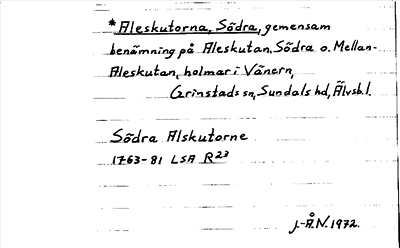 *Aleskutorna, Södra, gemensam
benämning på Aleskutan, Södra o. Mellan-
Aleskutan, holmar i Vänern,
Grinstads sn, Sundals hd, Älvsb.l.
Södra Alskutorne
1763-81 LSA R23
J-Å.N. 1972.